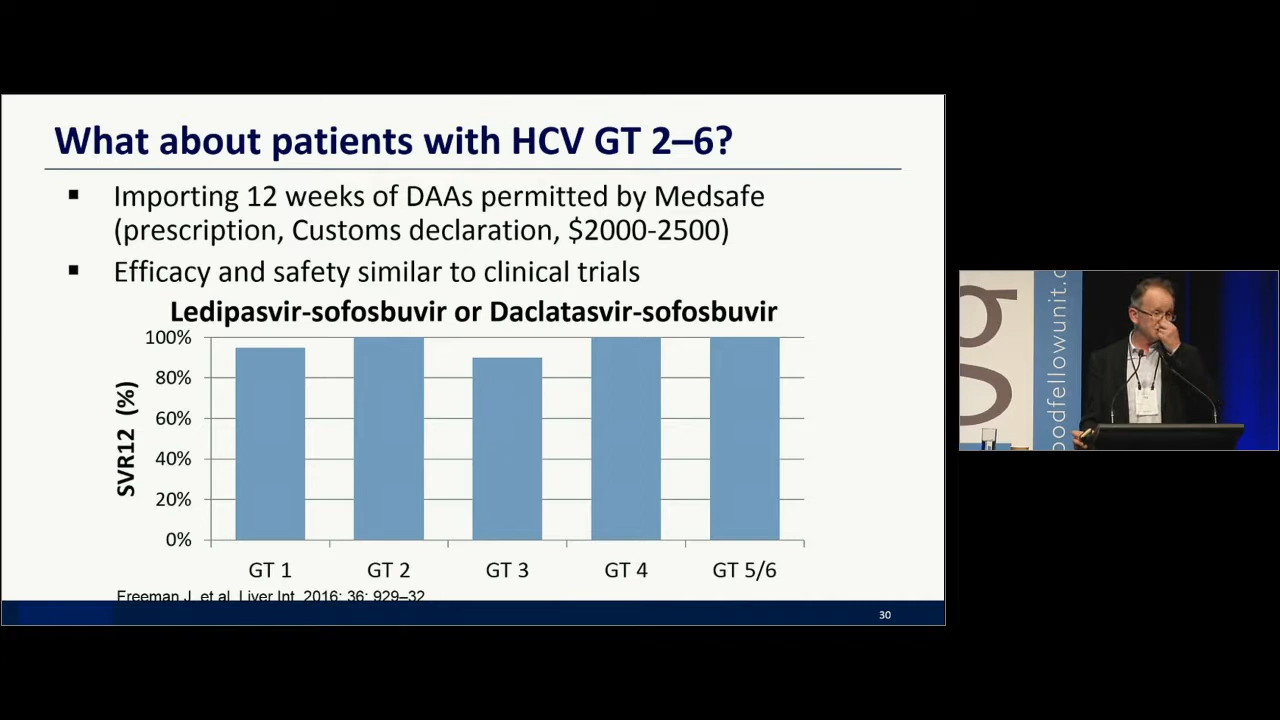 What about patients with HCV GT 2–6?
▪ Importing 12 weeks of DAAs permitted by Medsafe
(prescription, Customs declaration, $2000-2500)
▪ Efficacy and safety similar to clinical trials
Ledipasvir-sofosbuvir or Daclatasvir-sofosbuvir
100%
80%
60%
40%
20%
0%
SVR12 (%)
GT 1 GT 2 GT 3 GT 4 GT 5/6
Freeman J, et al. Liver Int. 2016; 36: 929–32.
30
g
oodfellowunit.c